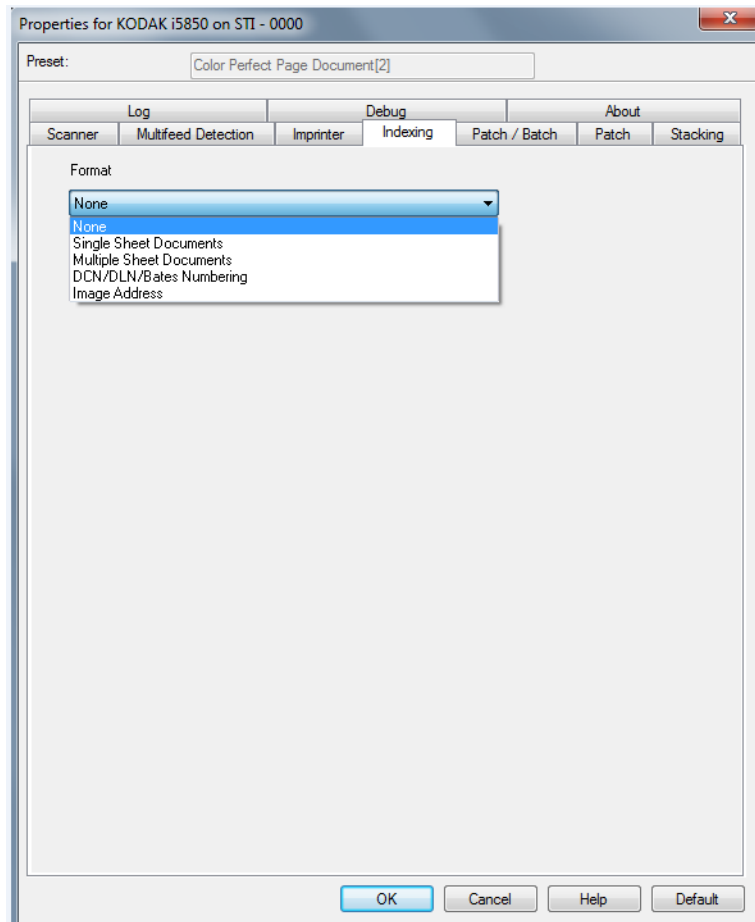 Properties for KODAK i5850 on STI - 0000
Preset: Color Perfect Page Document[2]
Log Debug About
Scanner Multifeed Detection Imprinter Indexing Patch / Batch Patch Stacking
Format
None
None
Single Sheet Documents
Multiple Sheet Documents
DCN/DLN/Bates Numbering
Image Address
OK Cancel Help Default